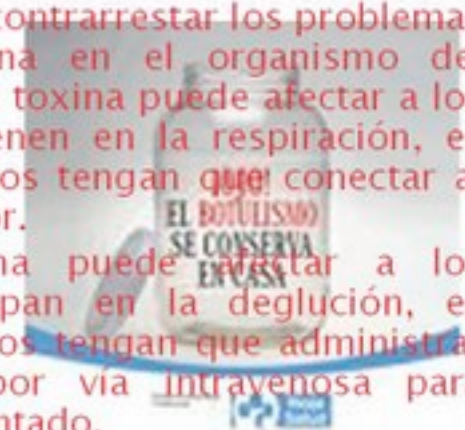 contrarrestar los problema
na en el organismo de
toxina puede afectar a lo
enen en la respiración, e
os tengan que conectar a
or.
EL BOTULISMO
SE CONSERVA
EN CASA
na puede afectar a lo
pan en la deglución, e
os tengan que administra
por vía intravenosa par
ntado.